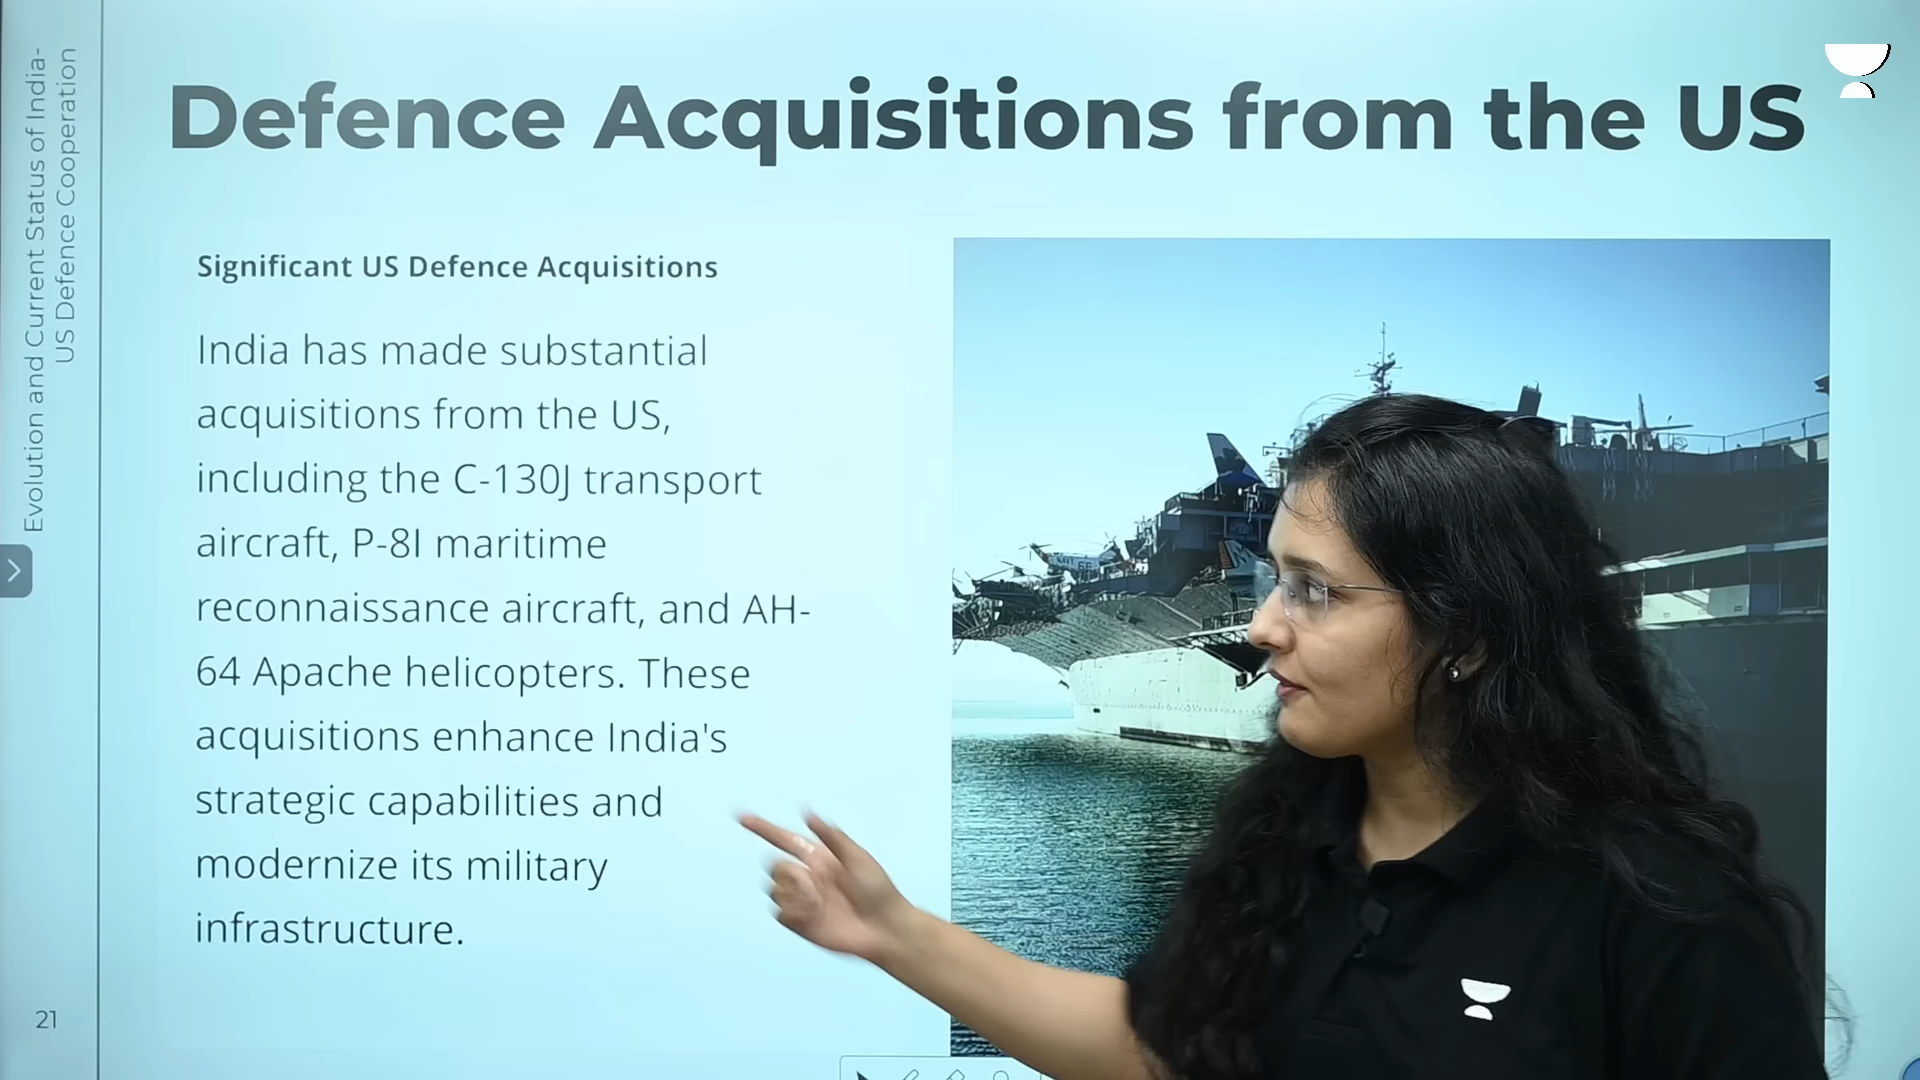 Evolution and Current Status of India-
US Defence Cooperation
Defence Acquisitions from the US
Significant US Defence Acquisitions
India has made substantial
acquisitions from the US,
including the C-130J transport
aircraft, P-8I maritime
reconnaissance aircraft, and AH-
64 Apache helicopters. These
acquisitions enhance India's
strategic capabilities and
modernize its military
infrastructure.
21